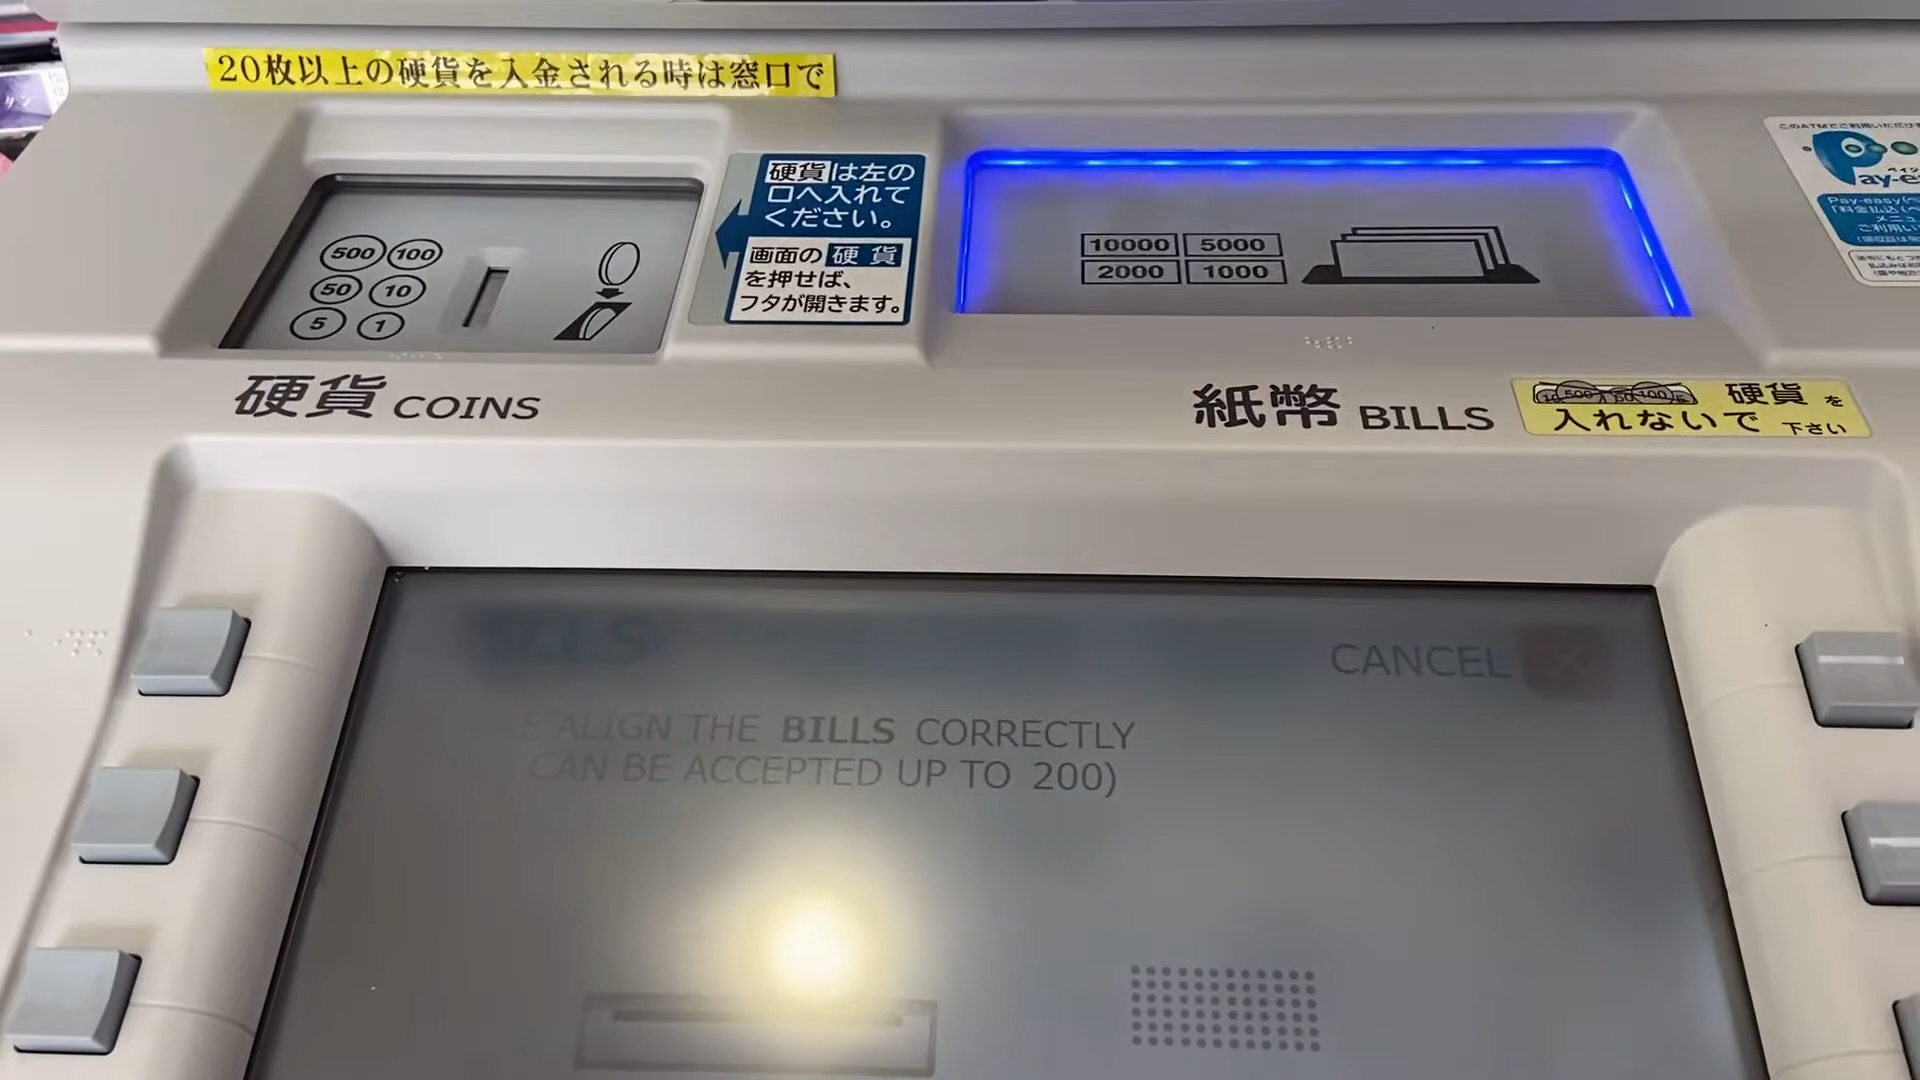 20枚以上の硬貨を入金される時は窓口で
500 100
50 10
5 1
硬貨は左の
口へ入れて
ください。
画面の 硬貨
を押せば、
フタが開きます。
10000 5000
2000 1000
Pay-e
硬貨 COINS
紙幣 BILLS
硬貨 を
入れないで 下さい
BILLS
CANCEL
ALIGN THE BILLS CORRECTLY
CAN BE ACCEPTED UP TO 200)